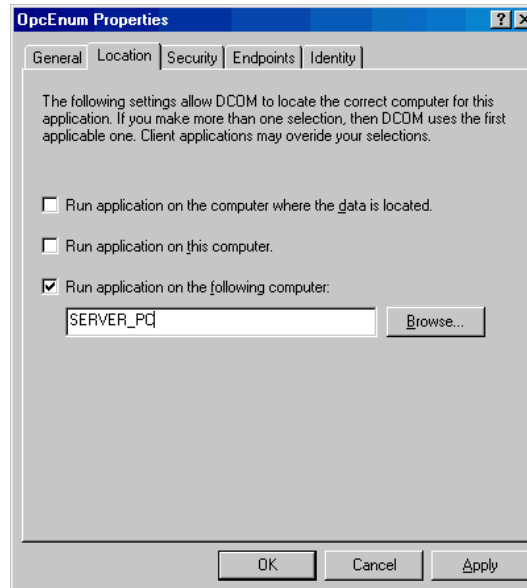 OpcEnum Properties
General Location Security Endpoints Identity
The following settings allow DCOM to locate the correct computer for this
application. If you make more than one selection, then DCOM uses the first
applicable one. Client applications may overide your selections.
Run application on the computer where the data is located.
Run application on this computer.
Run application on the following computer:
SERVER_PC
Browse...
OK Cancel Apply